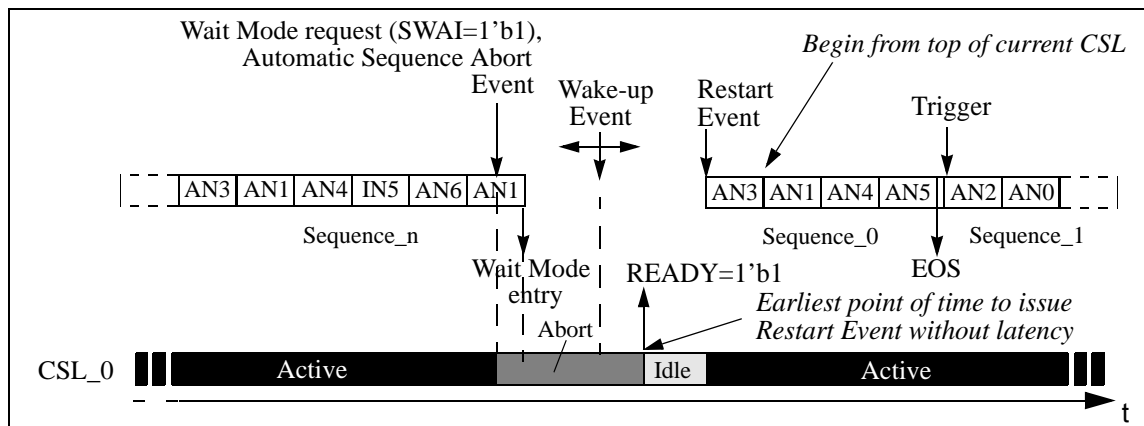 Wait Mode request (SWAI=1’b1),
Automatic Sequence Abort
Event
Wake-up
Event
Restart
Event
Begin from top of current CSL
Trigger
AN3 AN1 AN4 IN5 AN6 AN1
AN3 AN1 AN4 AN5 AN2 AN0
Sequence_n
Sequence_0
Sequence_1
Wait Mode
entry
READY=1’b1
EOS
Earliest point of time to issue
Restart Event without latency
Abort
CSL_0
Active
Idle
Active
t